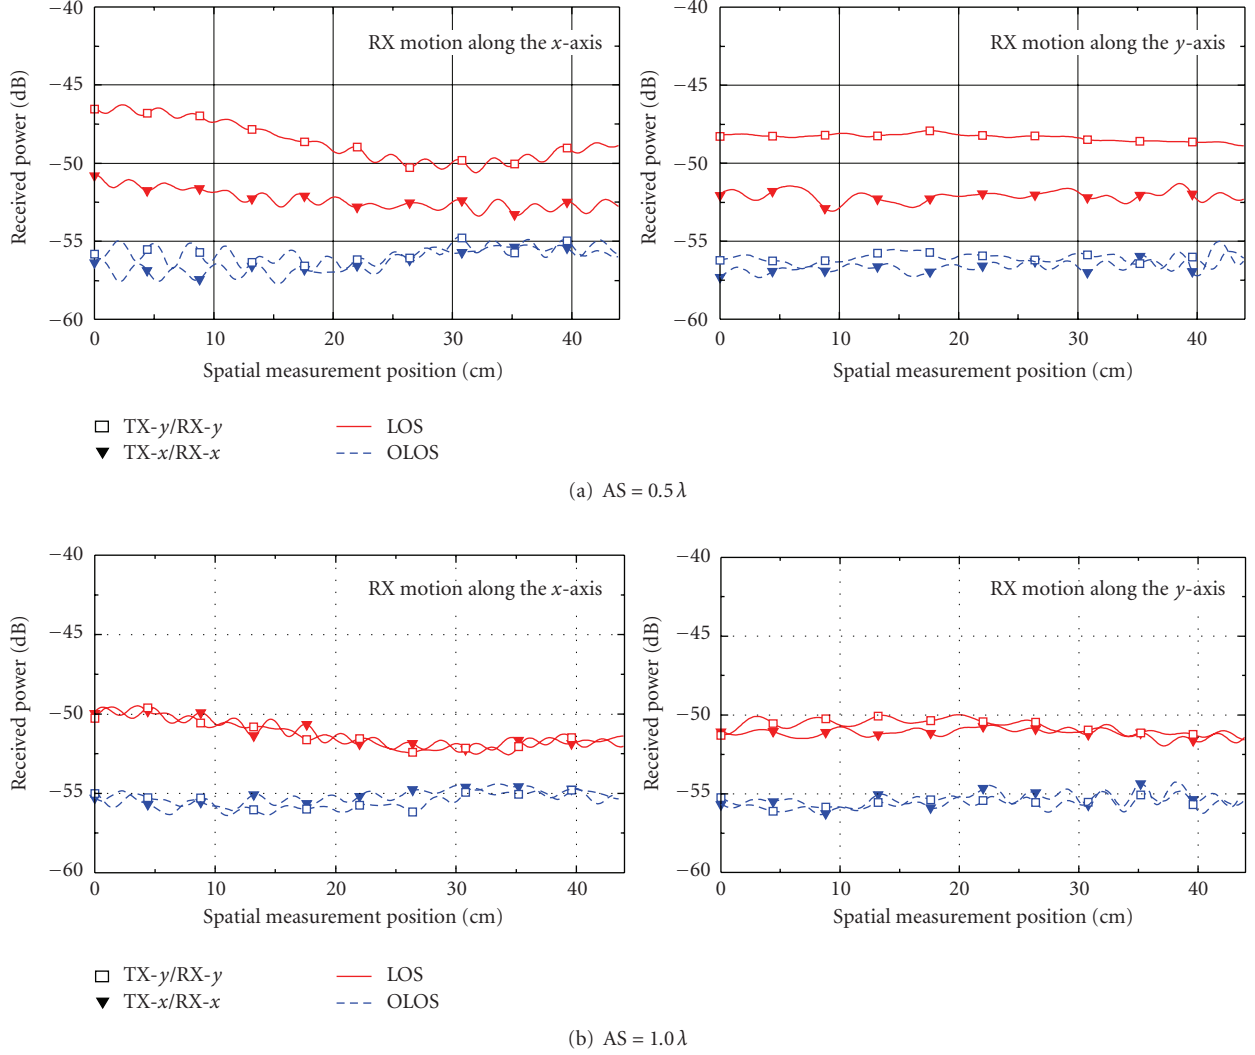 −40
−45
−50
−55
−60
Received power (dB)
RX motion along the x-axis
0 10 20 30 40
Spatial measurement position (cm)
−40
−45
−50
−55
−60
Received power (dB)
RX motion along the y-axis
0 10 20 30 40
Spatial measurement position (cm)
TX-y/RX-y LOS
TX-x/RX-x OLOS
(a) AS = 0.5 λ
−40
−45
−50
−55
−60
Received power (dB)
RX motion along the x-axis
0 10 20 30 40
Spatial measurement position (cm)
−40
−45
−50
−55
−60
Received power (dB)
RX motion along the y-axis
0 10 20 30 40
Spatial measurement position (cm)
TX-y/RX-y LOS
TX-x/RX-x OLOS
(b) AS = 1.0 λ